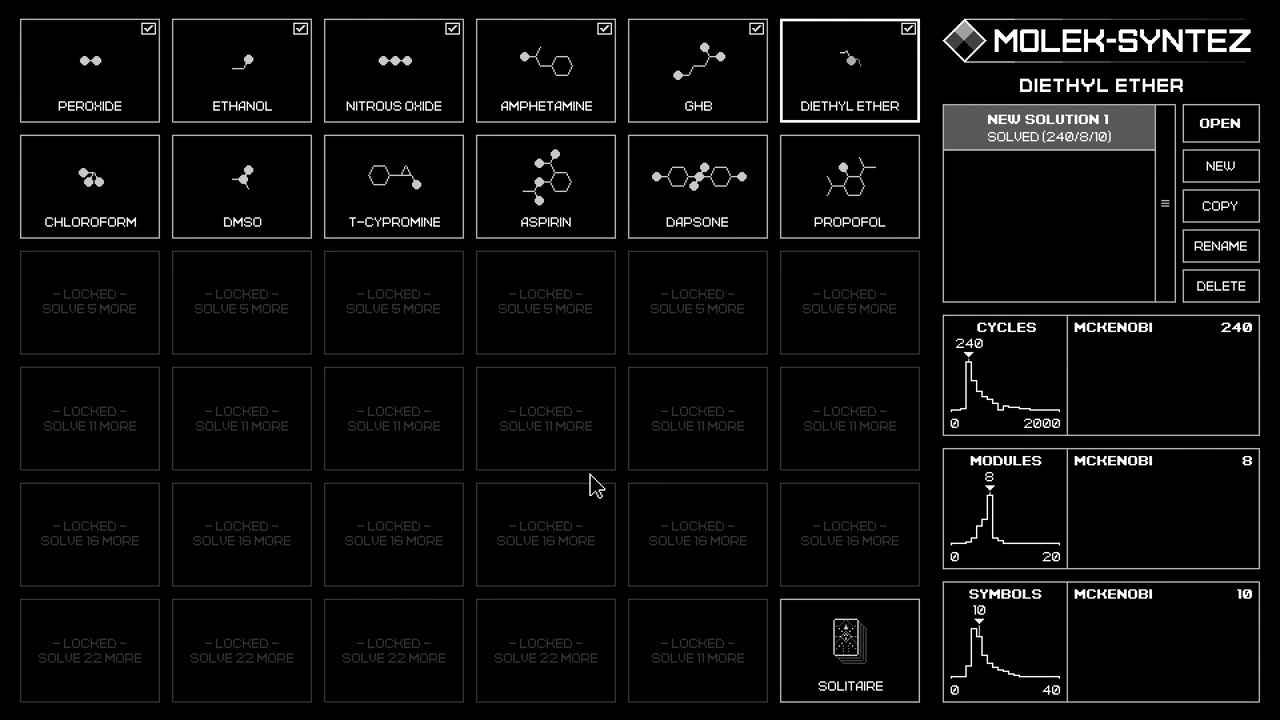 PEROXIDE
ETHANOL
NITROUS OXIDE
AMPHETAMINE
GHB
DIETHYL ETHER
CHLOROFORM
DMSO
T-CYPROMINE
ASPIRIN
DAPSONE
PROPOFOL
– LOCKED –
SOLVE 5 MORE
– LOCKED –
SOLVE 5 MORE
– LOCKED –
SOLVE 5 MORE
– LOCKED –
SOLVE 5 MORE
– LOCKED –
SOLVE 5 MORE
– LOCKED –
SOLVE 5 MORE
– LOCKED –
SOLVE 11 MORE
– LOCKED –
SOLVE 11 MORE
– LOCKED –
SOLVE 11 MORE
– LOCKED –
SOLVE 11 MORE
– LOCKED –
SOLVE 11 MORE
– LOCKED –
SOLVE 11 MORE
– LOCKED –
SOLVE 16 MORE
– LOCKED –
SOLVE 16 MORE
– LOCKED –
SOLVE 16 MORE
– LOCKED –
SOLVE 16 MORE
– LOCKED –
SOLVE 16 MORE
– LOCKED –
SOLVE 16 MORE
– LOCKED –
SOLVE 22 MORE
– LOCKED –
SOLVE 22 MORE
– LOCKED –
SOLVE 22 MORE
– LOCKED –
SOLVE 22 MORE
– LOCKED –
SOLVE 11 MORE
SOLITAIRE
MOLEK-SYNTEZ
DIETHYL ETHER
NEW SOLUTION 1
SOLVED (240/8/10)
OPEN
NEW
COPY
RENAME
DELETE
CYCLES
240
0 2000
MCKENOBI 240
MODULES
8
0 20
MCKENOBI 8
SYMBOLS
10
0 40
MCKENOBI 10